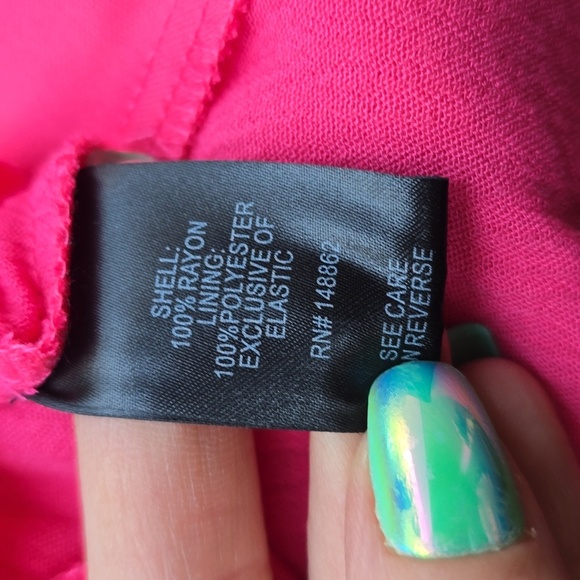 SHELL:
100% RAYON
LINING:
100%POLYESTER
EXCLUSIVE OF
ELASTIC
RN# 148862
SEE CARE
REVERSE